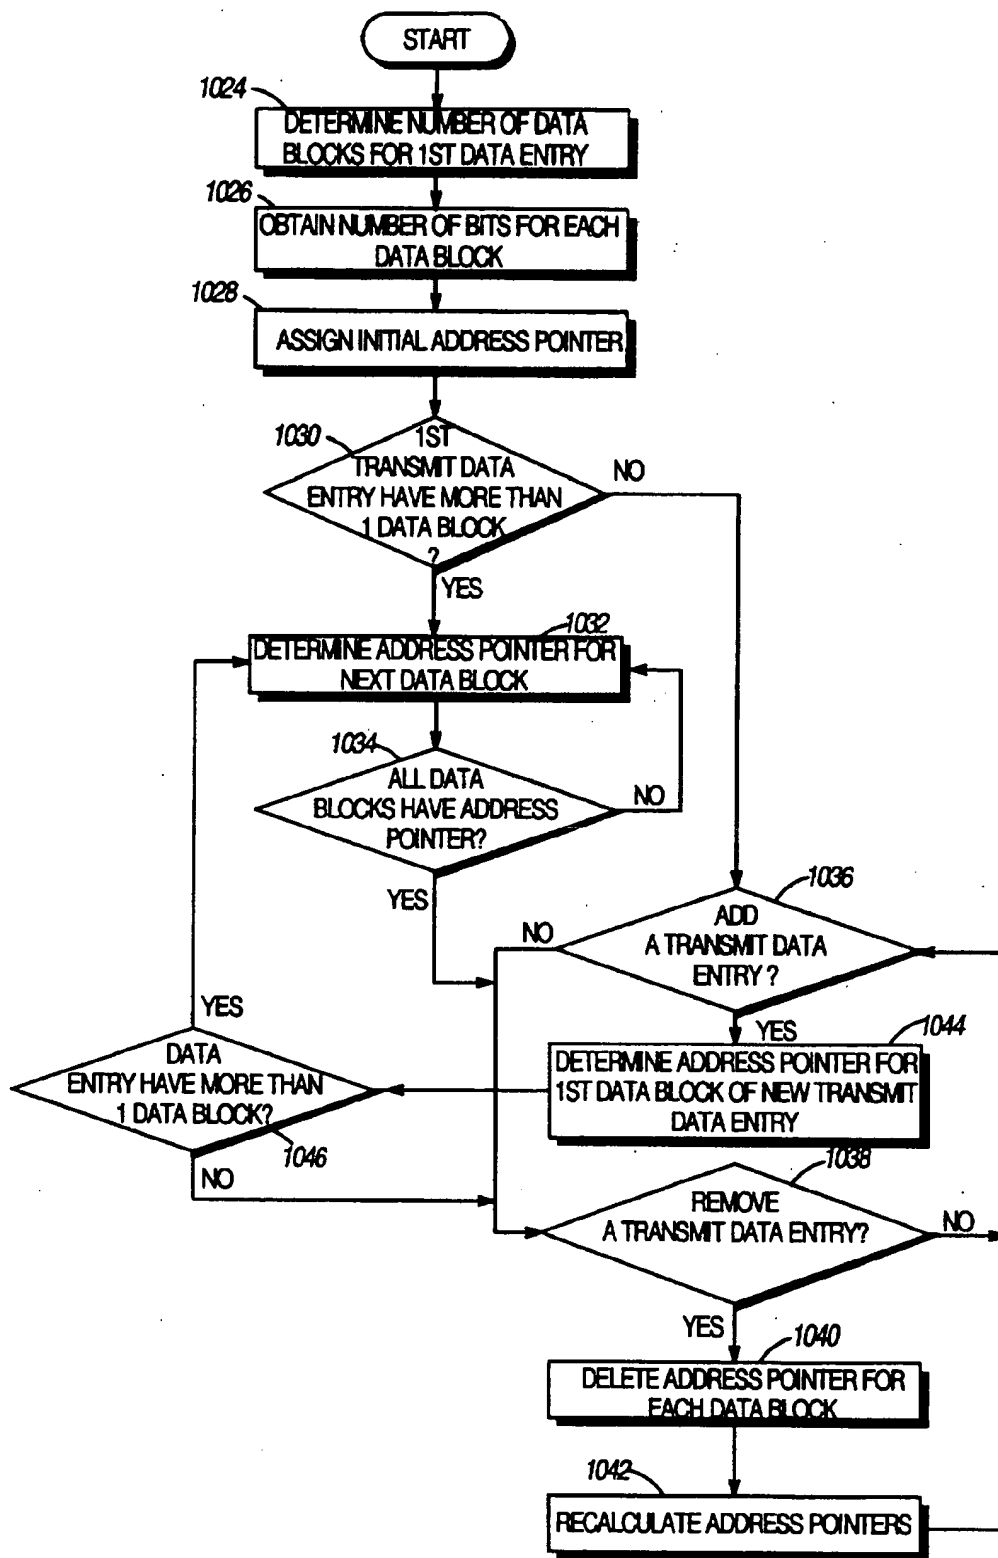 START
1024
DETERMINE NUMBER OF DATA
BLOCKS FOR 1ST DATA ENTRY
1026
OBTAIN NUMBER OF BITS FOR EACH
DATA BLOCK
1028
ASSIGN INITIAL ADDRESS POINTER
1030
1ST
TRANSMIT DATA
ENTRY HAVE MORE THAN
1 DATA BLOCK
?
NO
YES
1032
DETERMINE ADDRESS POINTER FOR
NEXT DATA BLOCK
1034
ALL DATA
BLOCKS HAVE ADDRESS
POINTER?
NO
YES
1036
ADD
A TRANSMIT DATA
ENTRY ?
NO
YES
1044
DETERMINE ADDRESS POINTER FOR
1ST DATA BLOCK OF NEW TRANSMIT
DATA ENTRY
YES
DATA
ENTRY HAVE MORE THAN
1 DATA BLOCK?
1046
NO
1038
REMOVE
A TRANSMIT DATA ENTRY?
NO
YES
1040
DELETE ADDRESS POINTER FOR
EACH DATA BLOCK
1042
RECALCULATE ADDRESS POINTERS